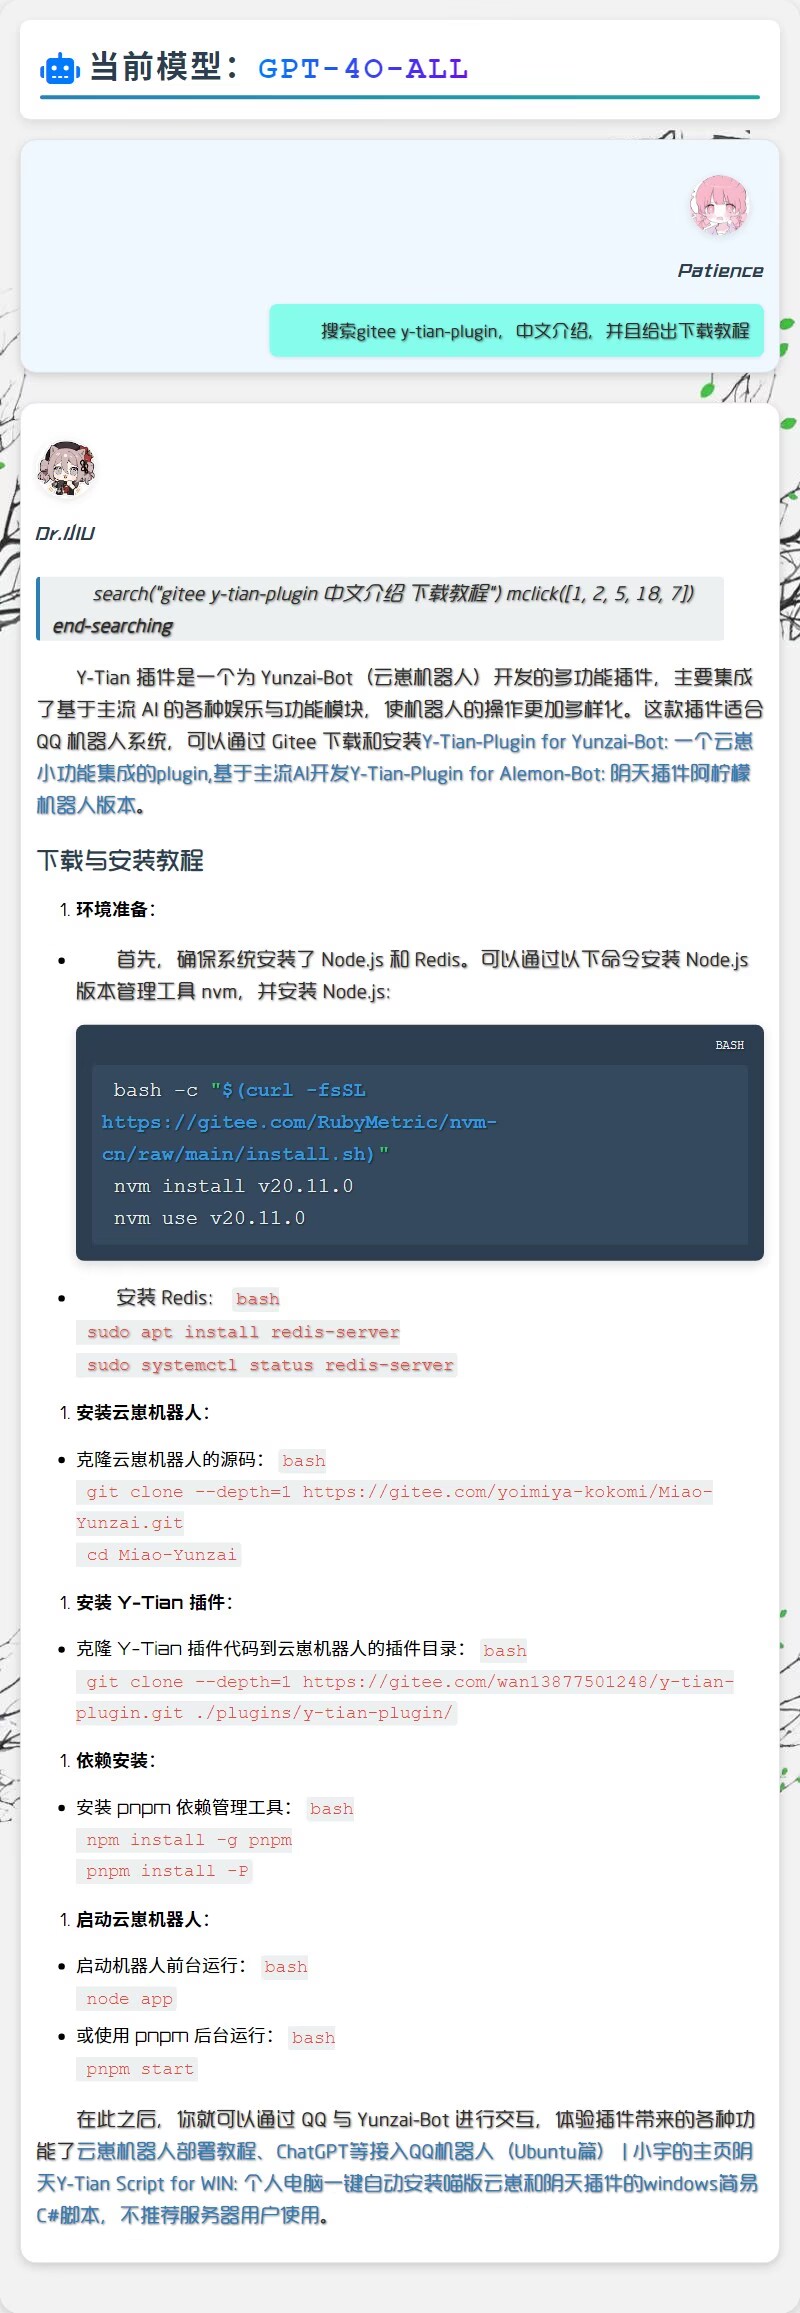 当前模型：GPT-4O-ALL
Patience
搜索gitee y-tian-plugin，中文介绍，并且给出下载教程
search("gitee y-tian-plugin 中文介绍 下载教程") mclick([1, 2, 5, 18, 7])
end-searching
Y-Tian 插件是一个为 Yunzai-Bot（云崽机器人）开发的多功能插件，主要集成
了基于主流 AI 的各种娱乐与功能模块，使机器人的操作更加多样化。这款插件适合
QQ 机器人系统，可以通过 Gitee 下载和安装Y-Tian-Plugin for Yunzai-Bot: 一个云崽
小功能集成的plugin,基于主流AI开发Y-Tian-Plugin for Alemon-Bot: 阴天插件阿柠檬
机器人版本。
下载与安装教程
1. 环境准备：
• 首先，确保系统安装了 Node.js 和 Redis。可以通过以下命令安装 Node.js
版本管理工具 nvm，并安装 Node.js:
BASH
bash -c "$(curl -fsSL
https://gitee.com/RubyMetric/nvm-
cn/raw/main/install.sh)"
nvm install v20.11.0
nvm use v20.11.0
• 安装 Redis: bash
sudo apt install redis-server
sudo systemctl status redis-server
1. 安装云崽机器人：
• 克隆云崽机器人的源码： bash
git clone --depth=1 https://gitee.com/yoimiya-kokomi/Miao-
Yunzai.git
cd Miao-Yunzai
1. 安装 Y-Tian 插件：
• 克隆 Y-Tian 插件代码到云崽机器人的插件目录： bash
git clone --depth=1 https://gitee.com/wan13877501248/y-tian-
plugin.git ./plugins/y-tian-plugin/
1. 依赖安装：
• 安装 pnpm 依赖管理工具： bash
npm install -g pnpm
pnpm install -P
1. 启动云崽机器人：
• 启动机器人前台运行： bash
node app
• 或使用 pnpm 后台运行： bash
pnpm start
在此之后，你就可以通过 QQ 与 Yunzai-Bot 进行交互，体验插件带来的各种功
能了云崽机器人部署教程、ChatGPT等接入QQ机器人（Ubuntu篇） | 小宇的主页阴
天Y-Tian Script for WIN: 个人电脑一键自动安装喵版云崽和阴天插件的windows简易
C#脚本，不推荐服务器用户使用。